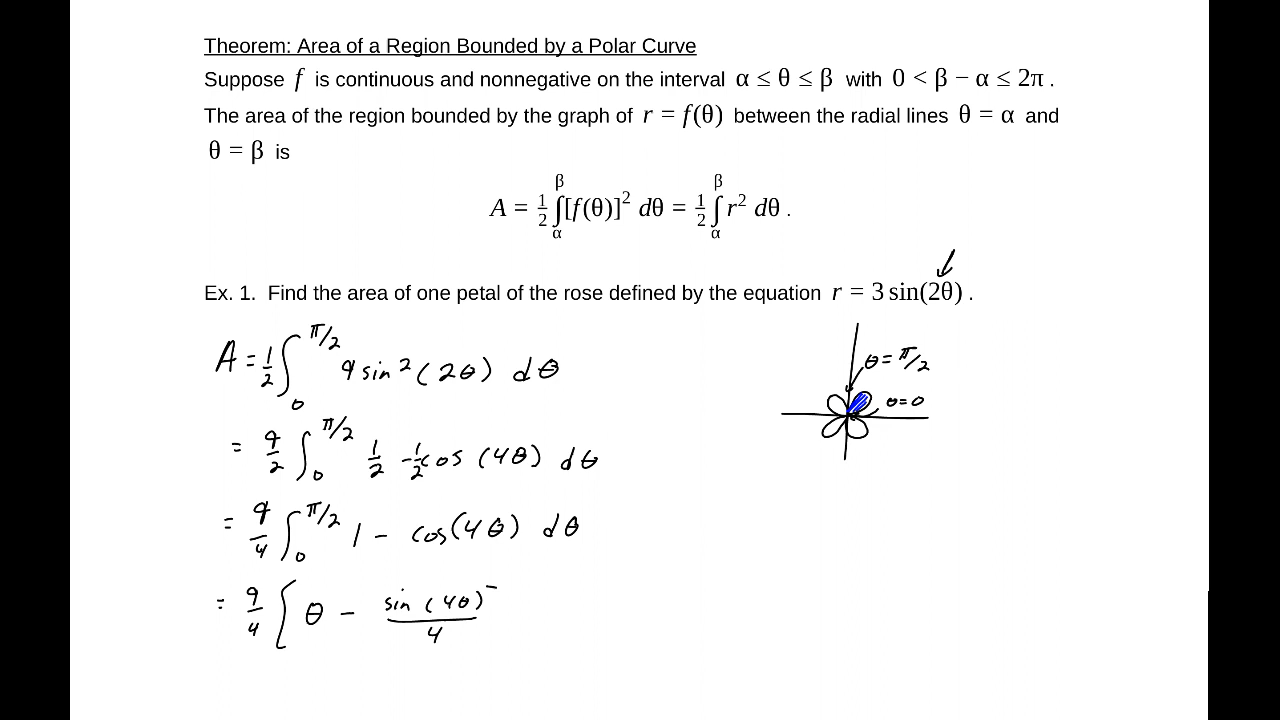 Theorem: Area of a Region Bounded by a Polar Curve
Suppose f is continuous and nonnegative on the interval α ≤ θ ≤ β with 0 < β − α ≤ 2π .
The area of the region bounded by the graph of r = f(θ) between the radial lines θ = α and
θ = β is
A = 1/2 ∫_α^β [f(θ)]² dθ = 1/2 ∫_α^β r² dθ .
Ex. 1. Find the area of one petal of the rose defined by the equation r = 3 sin(2θ) .
A = 1/2 ∫_0^{π/2} 9 sin²(2θ) dθ
θ = π/2
θ=0
= 9/2 ∫_0^{π/2} 1/2 - 1/2 cos (4θ) dθ
= 9/4 ∫_0^{π/2} 1 - cos(4θ) dθ
= 9/4 [ θ - sin(4θ)/4